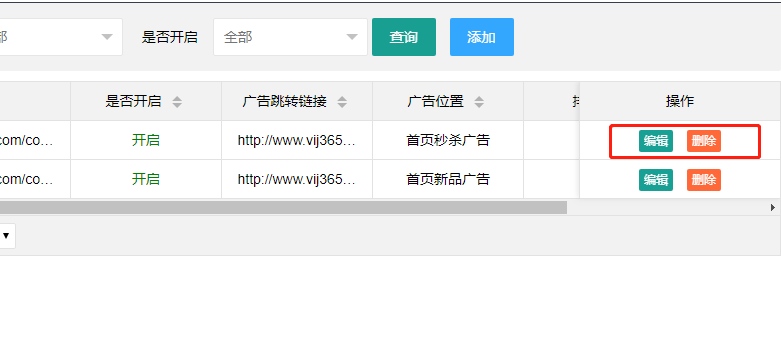 是否开启 全部 查询 添加
是否开启 广告跳转链接 广告位置 操作
com/co... 开启 http://www.vij365... 首页秒杀广告 编辑 删除
com/co... 开启 http://www.vij365... 首页新品广告 编辑 删除